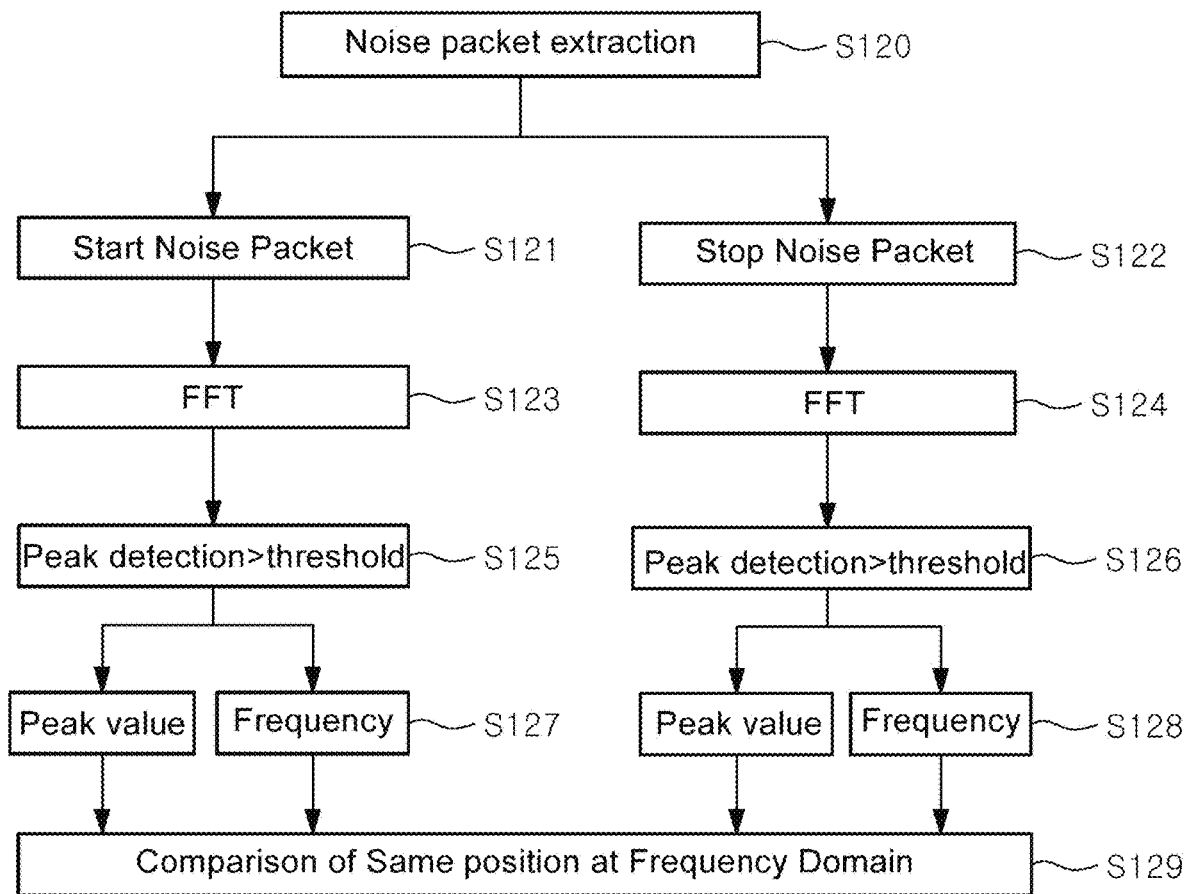 Noise packet extraction
S120
Start Noise Packet
S121
Stop Noise Packet
S122
FFT
S123
FFT
S124
Peak detection>threshold
S125
Peak detection>threshold
S126
Peak value
Frequency
S127
Peak value
Frequency
S128
Comparison of Same position at Frequency Domain
S129